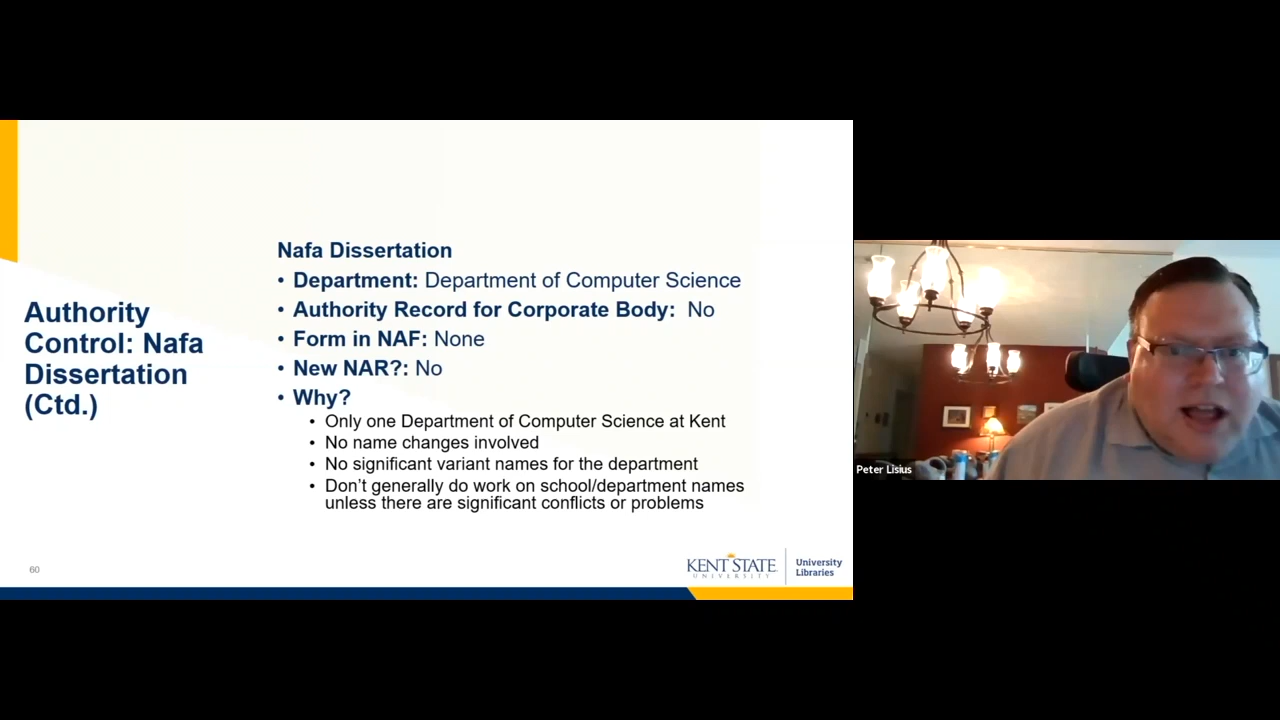 Authority
Control: Nafa
Dissertation
(Ctd.)
Nafa Dissertation
• Department: Department of Computer Science
• Authority Record for Corporate Body: No
• Form in NAF: None
• New NAR?: No
• Why?
• Only one Department of Computer Science at Kent
• No name changes involved
• No significant variant names for the department
• Don’t generally do work on school/department names
unless there are significant conflicts or problems
60
KENT STATE
UNIVERSITY
University
Libraries
Peter Lisius